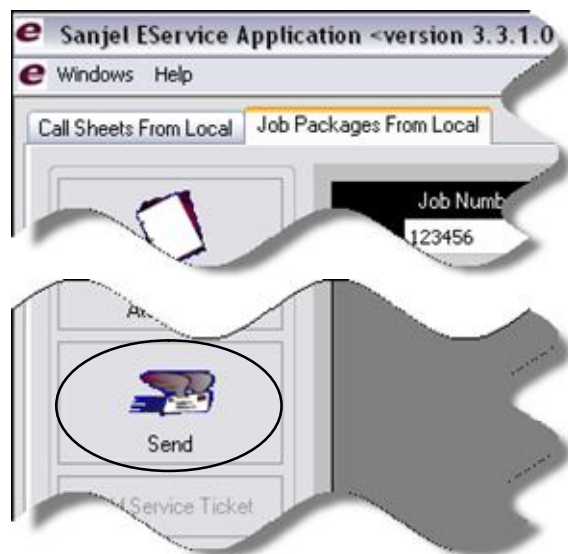 Sanjel EService Application <version 3.3.1.0
Windows Help
Call Sheets From Local Job Packages From Local
Job Numb
123456
Send
Service Ticket